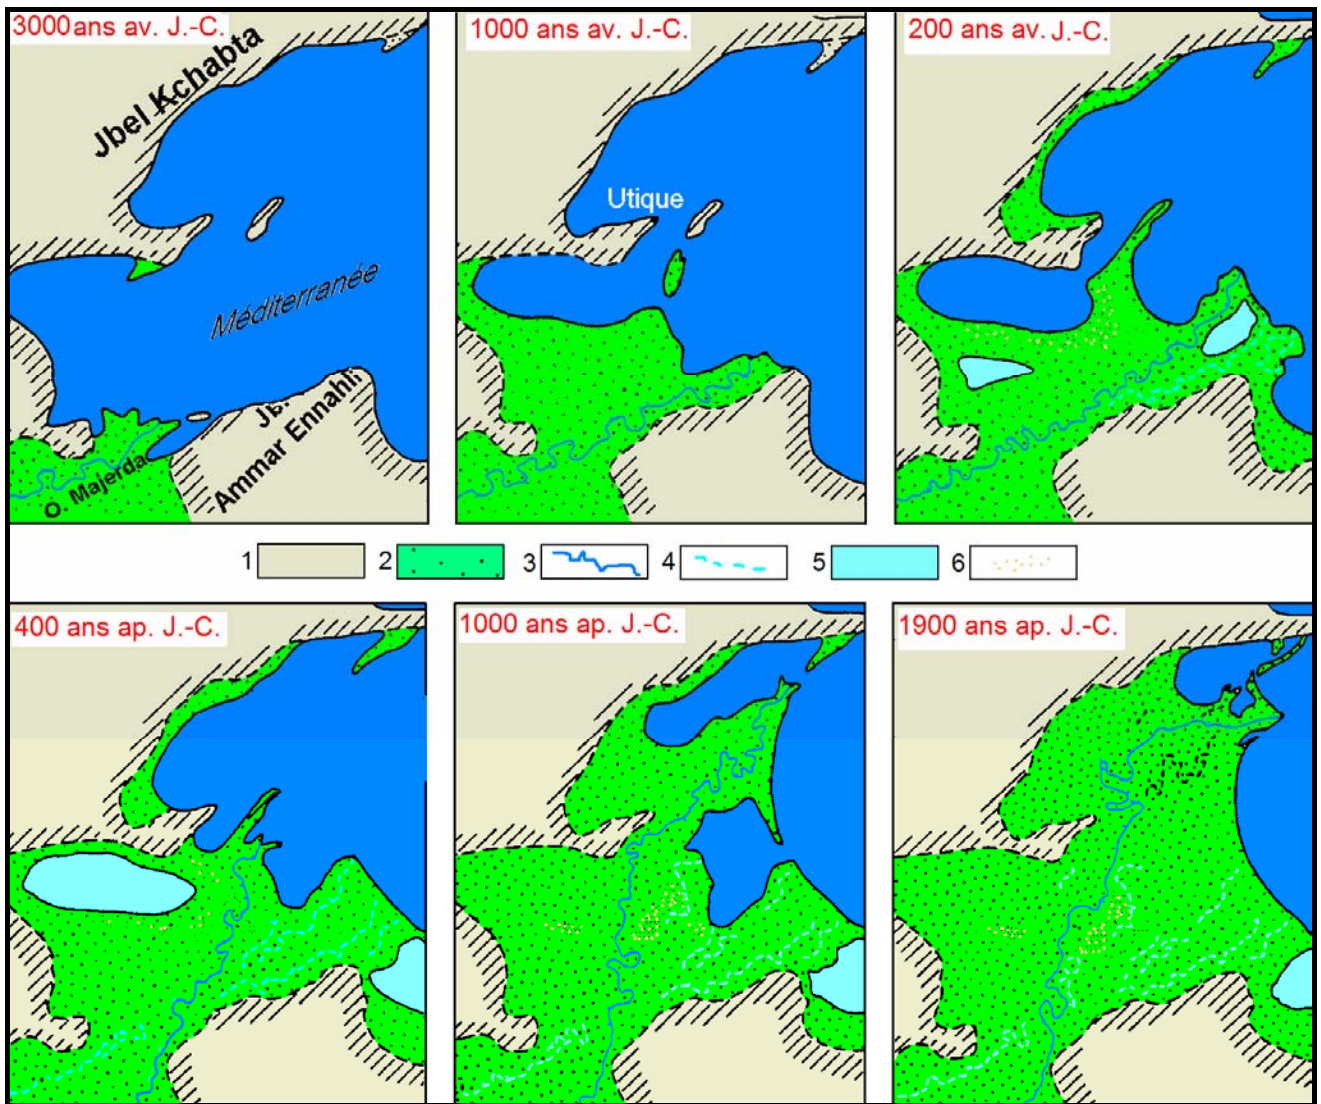 3000ans av. J.-C.
1000 ans av. J.-C.
200 ans av. J.-C.
Jbel Kchabta
Utique
Méditerranée
Ammar Ennahli
O. Majerda
1
2
3
4
5
6
400 ans ap. J.-C.
1000 ans ap. J.-C.
1900 ans ap. J.-C.